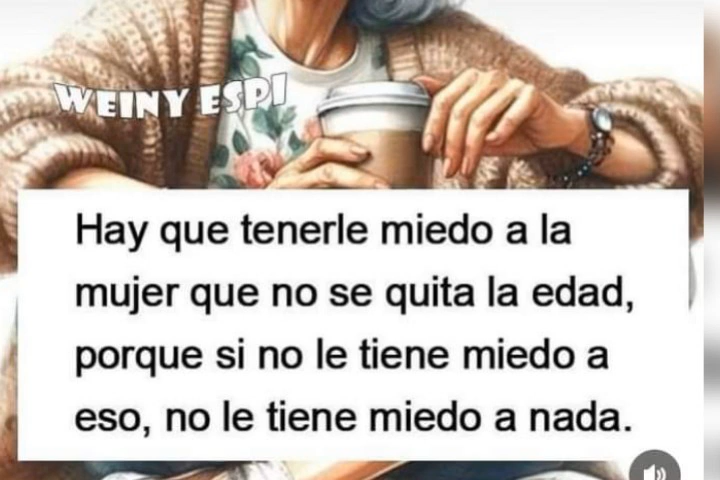 WEINY ESPI
Hay que tenerle miedo a la
mujer que no se quita la edad,
porque si no le tiene miedo a
eso, no le tiene miedo a nada.